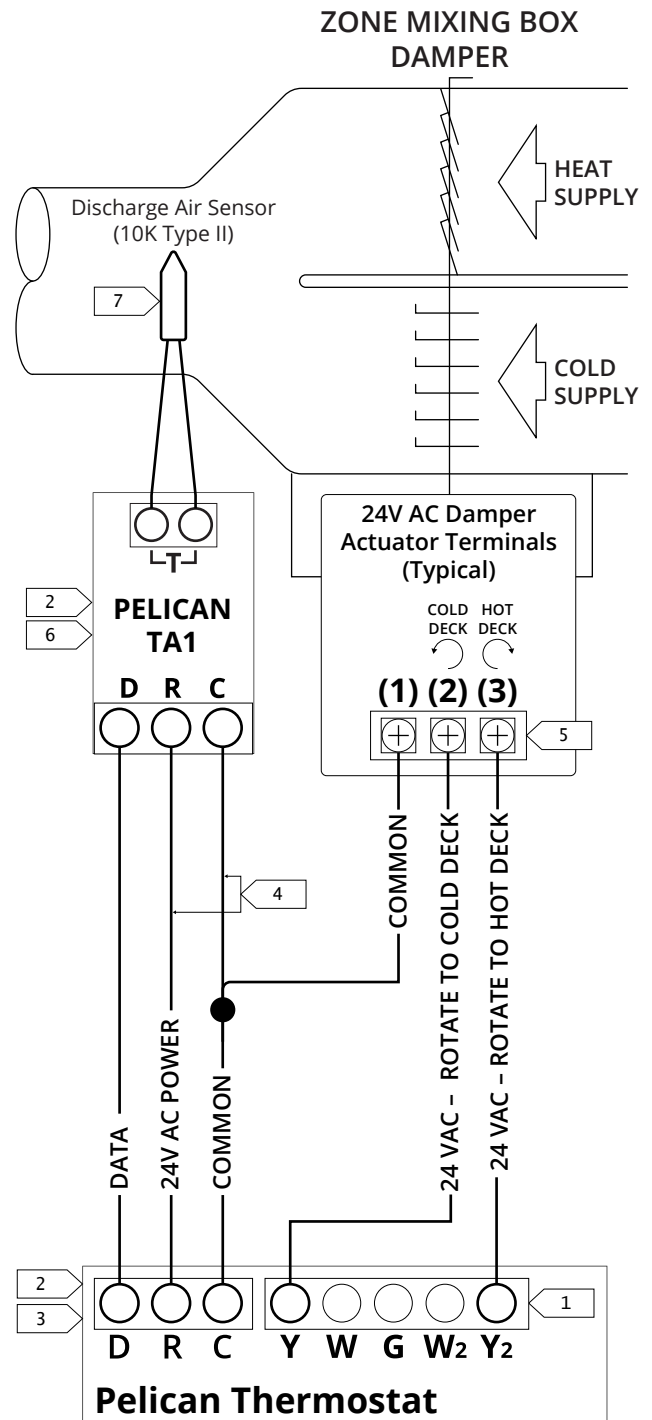 ZONE MIXING BOX
DAMPER
HEAT
SUPPLY
Discharge Air Sensor
(10K Type II)
7
COLD
SUPPLY
24V AC Damper
Actuator Terminals
(Typical)
T
2
6
PELICAN
TA1
COLD
DECK
HOT
DECK
D R C
(1) (2) (3)
5
4
COMMON
24 VAC – ROTATE TO COLD DECK
24 VAC – ROTATE TO HOT DECK
DATA
24V AC POWER
COMMON
2
3
1
D R C Y W G W2 Y2
Pelican Thermostat